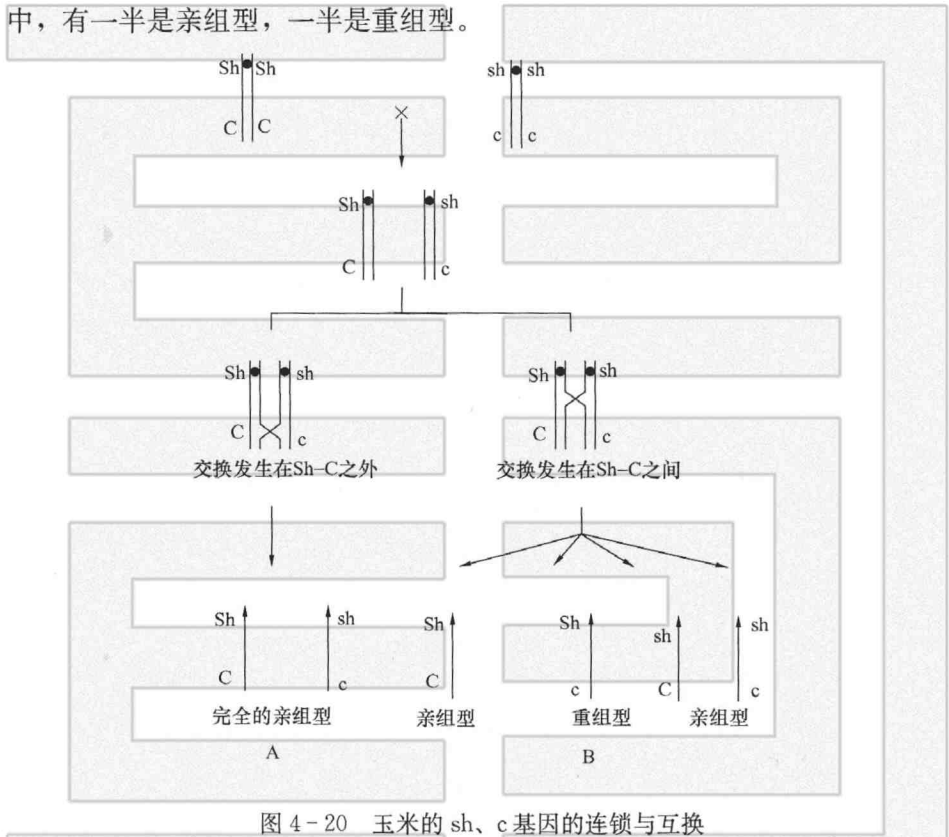 中，有一半是亲组型，一半是重组型。
Sh Sh
sh sh
C C
×
c c
Sh sh
C c
Sh sh
Sh sh
C c
C c
交换发生在Sh-C之外
交换发生在Sh-C之间
Sh sh Sh Sh sh sh
C c C c C c
完全的亲组型 亲组型 重组型 亲组型
A B
图 4-20 玉米的 sh、c 基因的连锁与互换